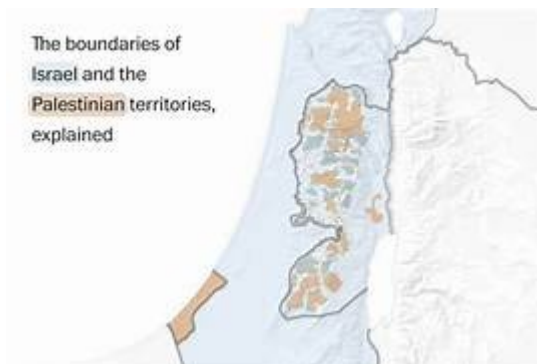 The boundaries of
Israel and the
Palestinian territories,
explained